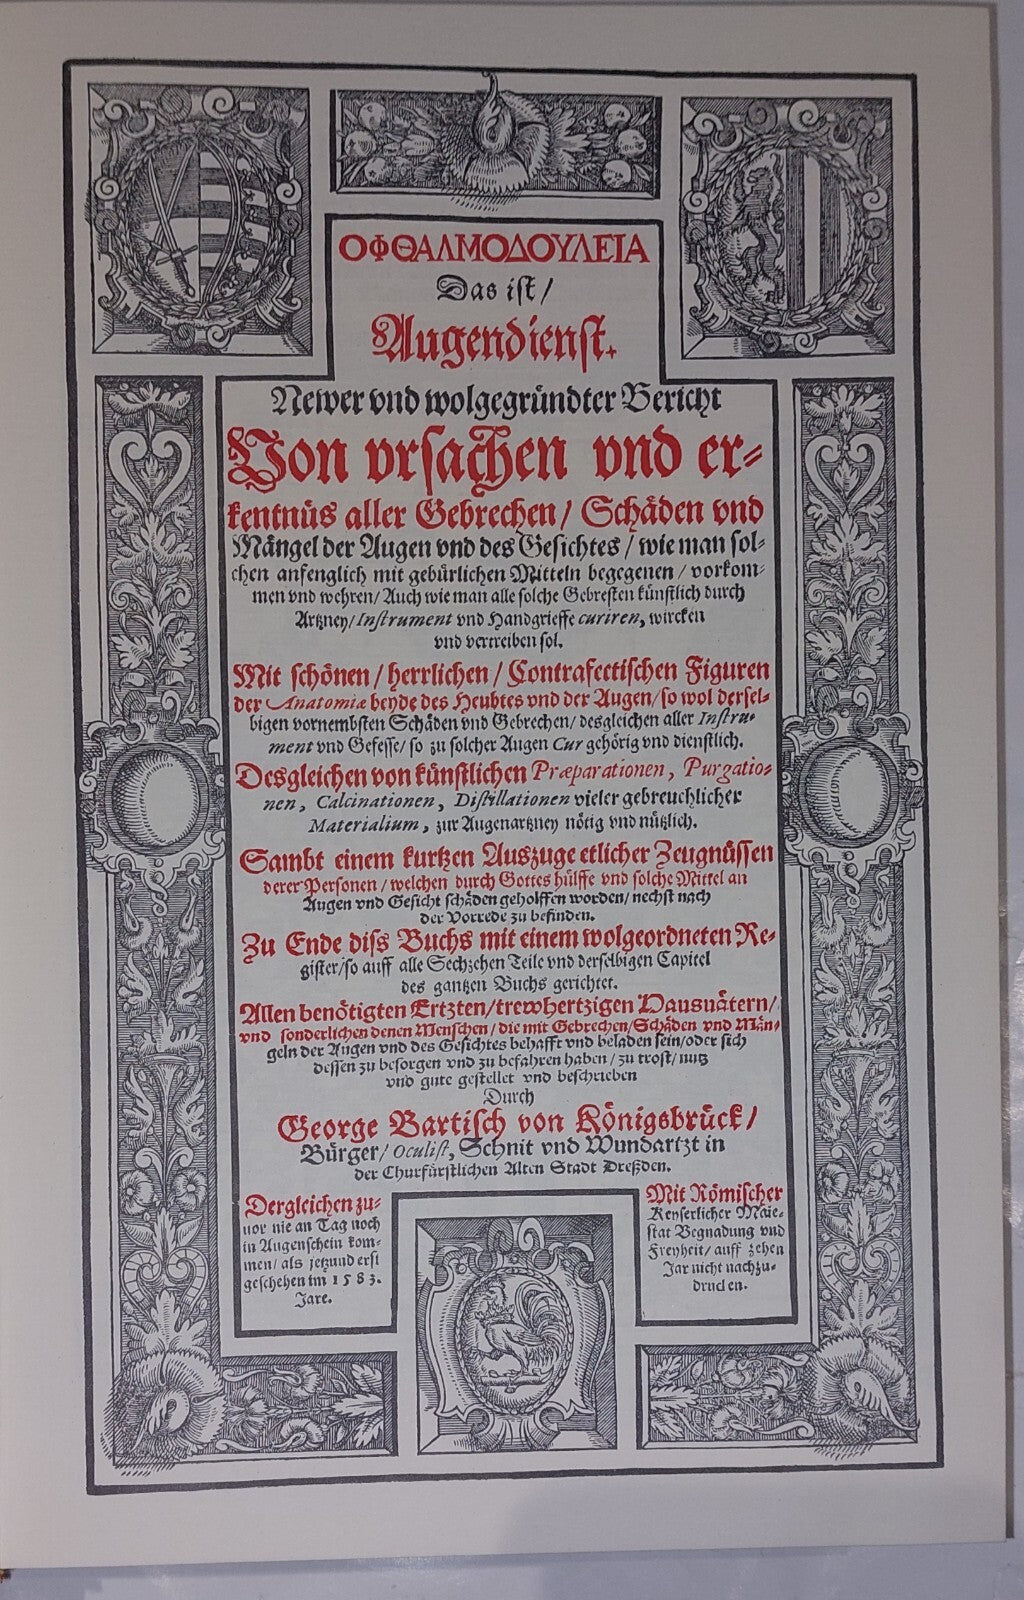 ΟΦΘΑΛΜΟΔΟΥΛΕΙΑ
Das ist/
Augendienst.
Newer vnd wolgegründter Bericht
Von vrsachen vnd er-
kentnüs aller Gebrechen/ Schäden vnd
Mängel der Augen vnd des Gesichtes/ wie man sol-
chen anfenglich mit gebürlichen Mitteln begegenen/ vorkom-
men vnd wehren/ Auch wie man alle solche Gebresten künstlich durch
Artzney/ Instrument vnd Handgrieffe curiren, wircken
vnd vertreiben sol.
Mit schönen/ herrlichen/ Contrafectischen Figuren
der Anatomiæ beyde des Heubtes vnd der Augen/ so wol dersel-
bigen vornembsten Schäden vnd Gebrechen/ desgleichen aller Instru-
ment vnd Gefesse/ so zu solcher Augen Cur gehörig vnd dienstlich.
Desgleichen von künstlichen Præparationen, Purgatio-
nen, Calcinationen, Distillationen vieler gebreuchlicher
Materialium, zur Augenartzney nötig vnd nützlich.
Sambt einem kurtzen Auszuge etlicher Zeugnüssen
derer Personen/ welchen durch Gottes hülffe vnd solche Mittel an
Augen vnd Gesicht schäden geholffen worden/ nechst nach
der Vorrede zu befinden.
Zu Ende diss Buchs mit einem wolgeordneten Re-
gister/ so auff alle Sechzehen Teile vnd derselbigen Capitel
des gantzen Buchs gerichtet.
Allen benötigten Ertzten/ trewhertzigen Hausuätern/
vnd sonderlichen denen Menschen/ die mit Gebrechen/ Schäden vnd Män-
geln der Augen vnd des Gesichtes behafft vnd beladen sein/ oder sich
dessen zu besorgen vnd zu befahren haben/ zu trost/ nutz
vnd gute gestellet vnd beschrieben
Durch
George Bartisch von Königsbrück/
Bürger/ Oculist, Schnit vnd Wundartzt in
der Churfürstlichen Alten Stadt Dreßden.
Dergleichen zu-
uor nie an Tag noch
in Augenschein kom-
men/ als jetzund erst
geschehen im 1583.
Jare.
Mit Römischer
Keyserlicher Maie-
stat Begnadung vnd
Freyheit/ auff zehen
Jar nicht nachzu-
drucken.